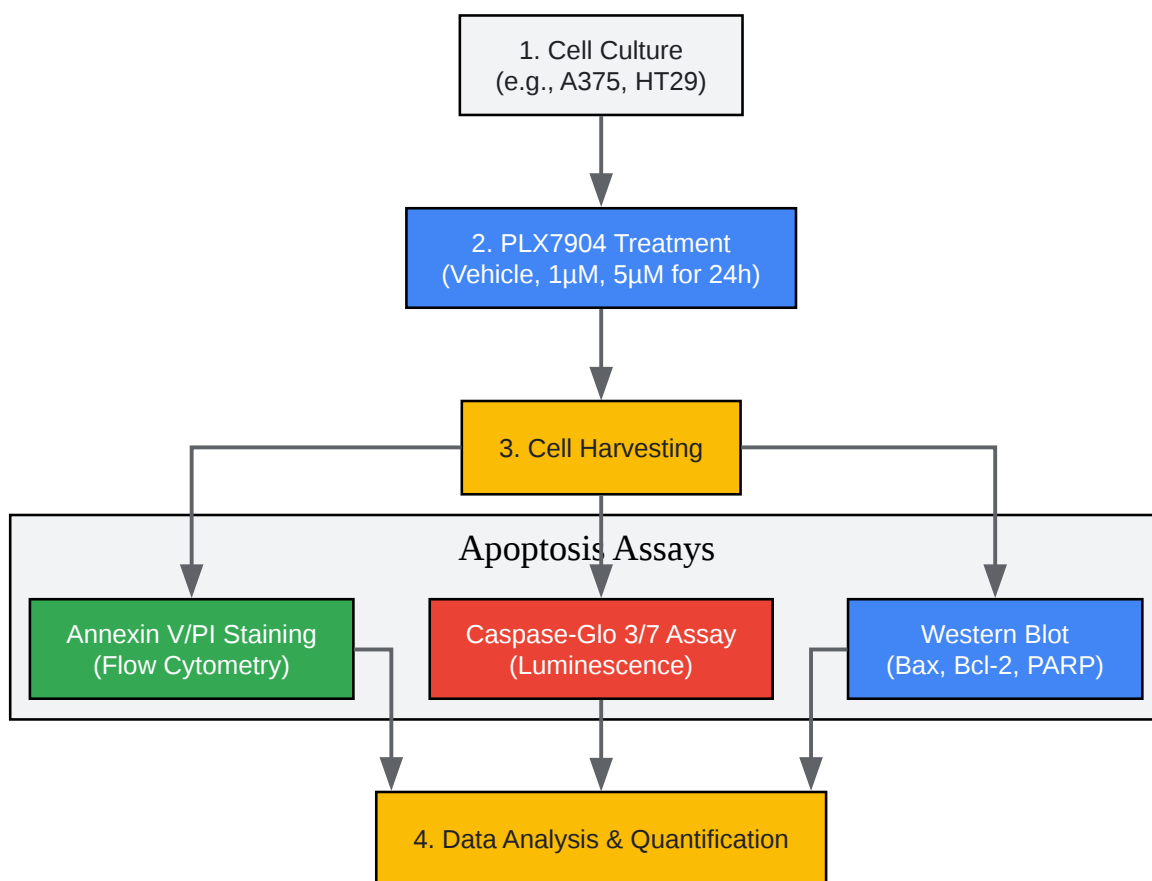 1. Cell Culture
(e.g., A375, HT29)
2. PLX7904 Treatment
(Vehicle, 1µM, 5µM for 24h)
3. Cell Harvesting
Apoptosis Assays
Annexin V/PI Staining
(Flow Cytometry)
Caspase-Glo 3/7 Assay
(Luminescence)
Western Blot
(Bax, Bcl-2, PARP)
4. Data Analysis & Quantification